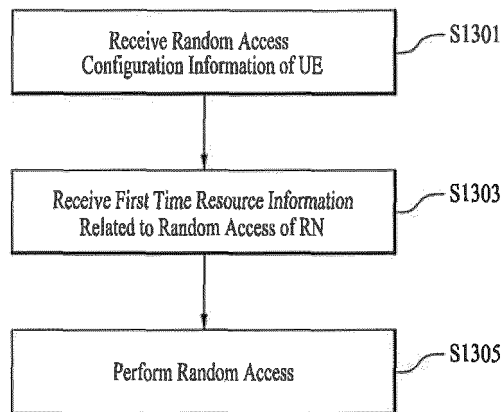 Receive Random Access
Configuration Information of UE
S1301
Receive First Time Resource Information
Related to Random Access of RN
S1303
Perform Random Access
S1305